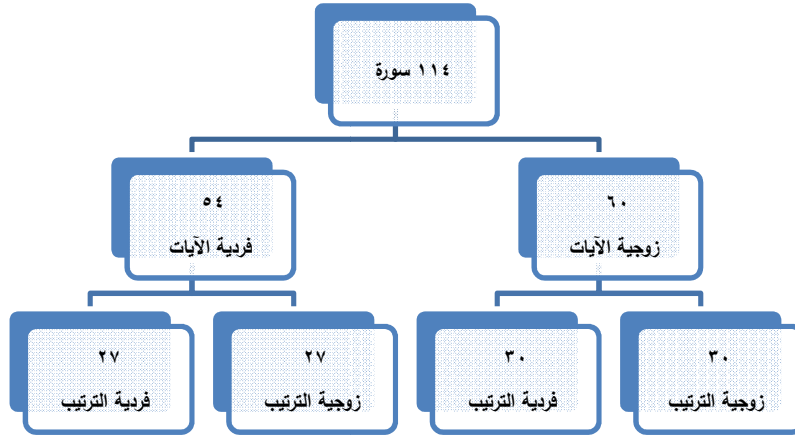 ١١٤ سورة
٦٠
زوجية الآيات
٥٤
فردية الآيات
٣٠
زوجية الترتيب
٣٠
فردية الترتيب
٢٧
زوجية الترتيب
٢٧
فردية الترتيب